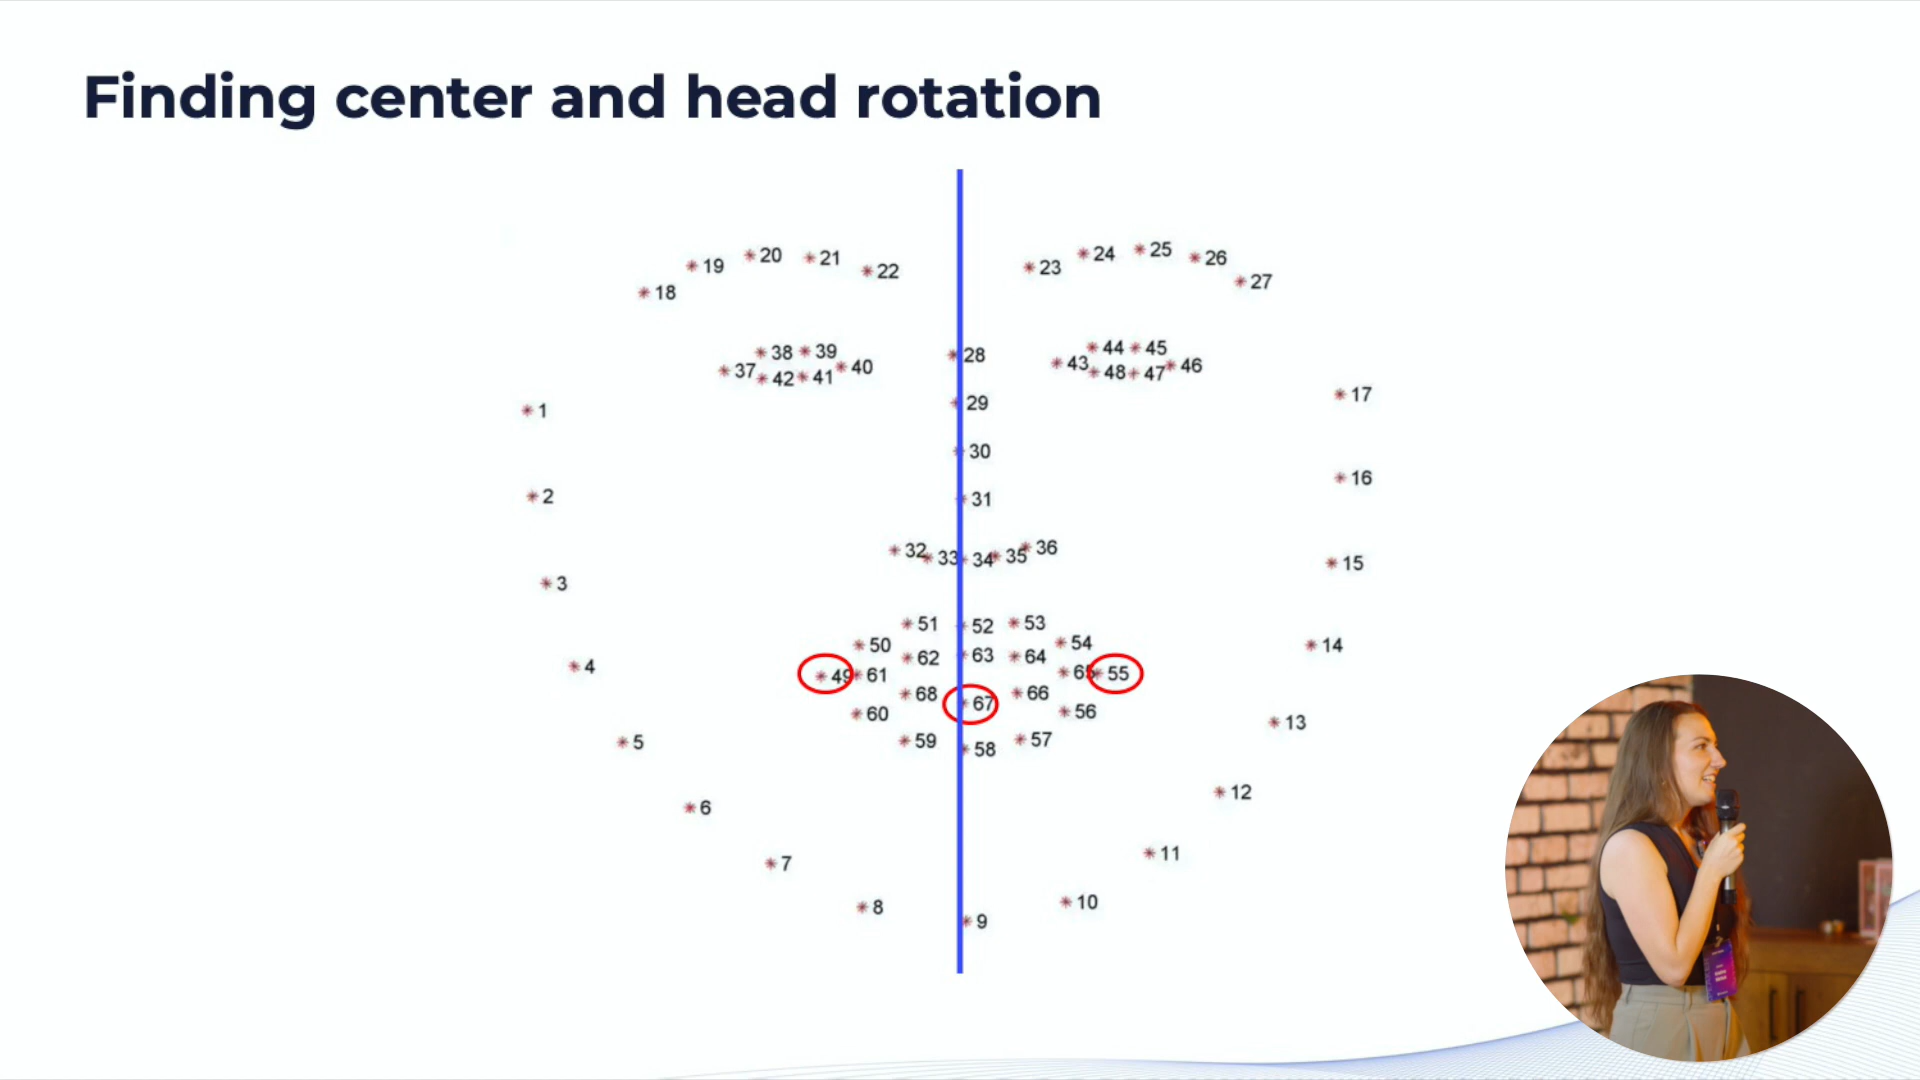 Finding center and head rotation
19 20 21 22 23 24 25 26
18 27
38 39 28 44 45
37 40 43 46
42 41 48 47
1 29 17
2 30 16
31
32 33 34 35 36
3 15
51 52 53
50 54
4 62 63 64 14
49 61 65 55
68 67 66
60 56
5 59 58 57 13
6 12
7 11
8 9 10